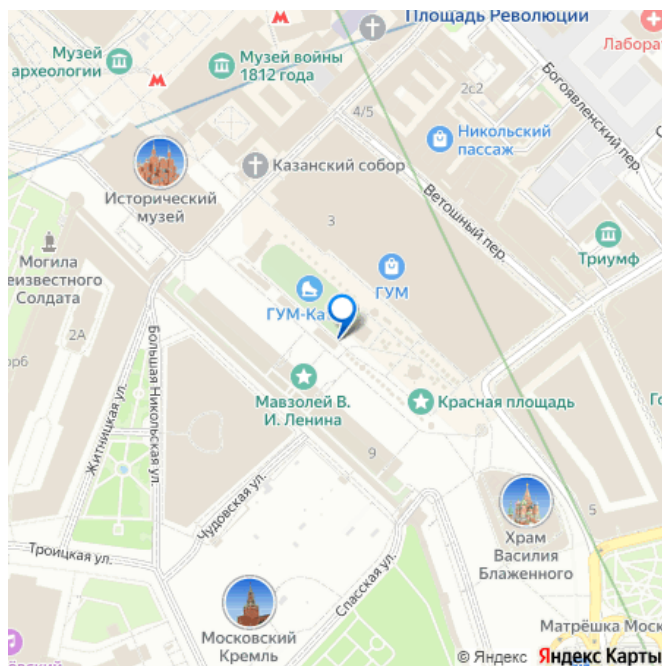 Площадь Революции
Музей
археологии
Музей войны
1812 года
Лаборат
Богоявленский пер.
2с2
4/5
Никольский
пассаж
Казанский собор
Ветошный пер.
Исторический
музей
3
Триумф
Могила
еизвестного
Солдата
ГУМ
ГУМ-Ка
2А
Большая Никольская ул.
Житницкая ул.
Мавзолей В.
И. Ленина
Красная площадь
Го
9
5
Чудовская ул.
Храм
Василия
Блаженного
Троицкая ул.
Спасская ул.
Московский
Кремль
Матрёшка Моск
© Яндекс Яндекс Карты